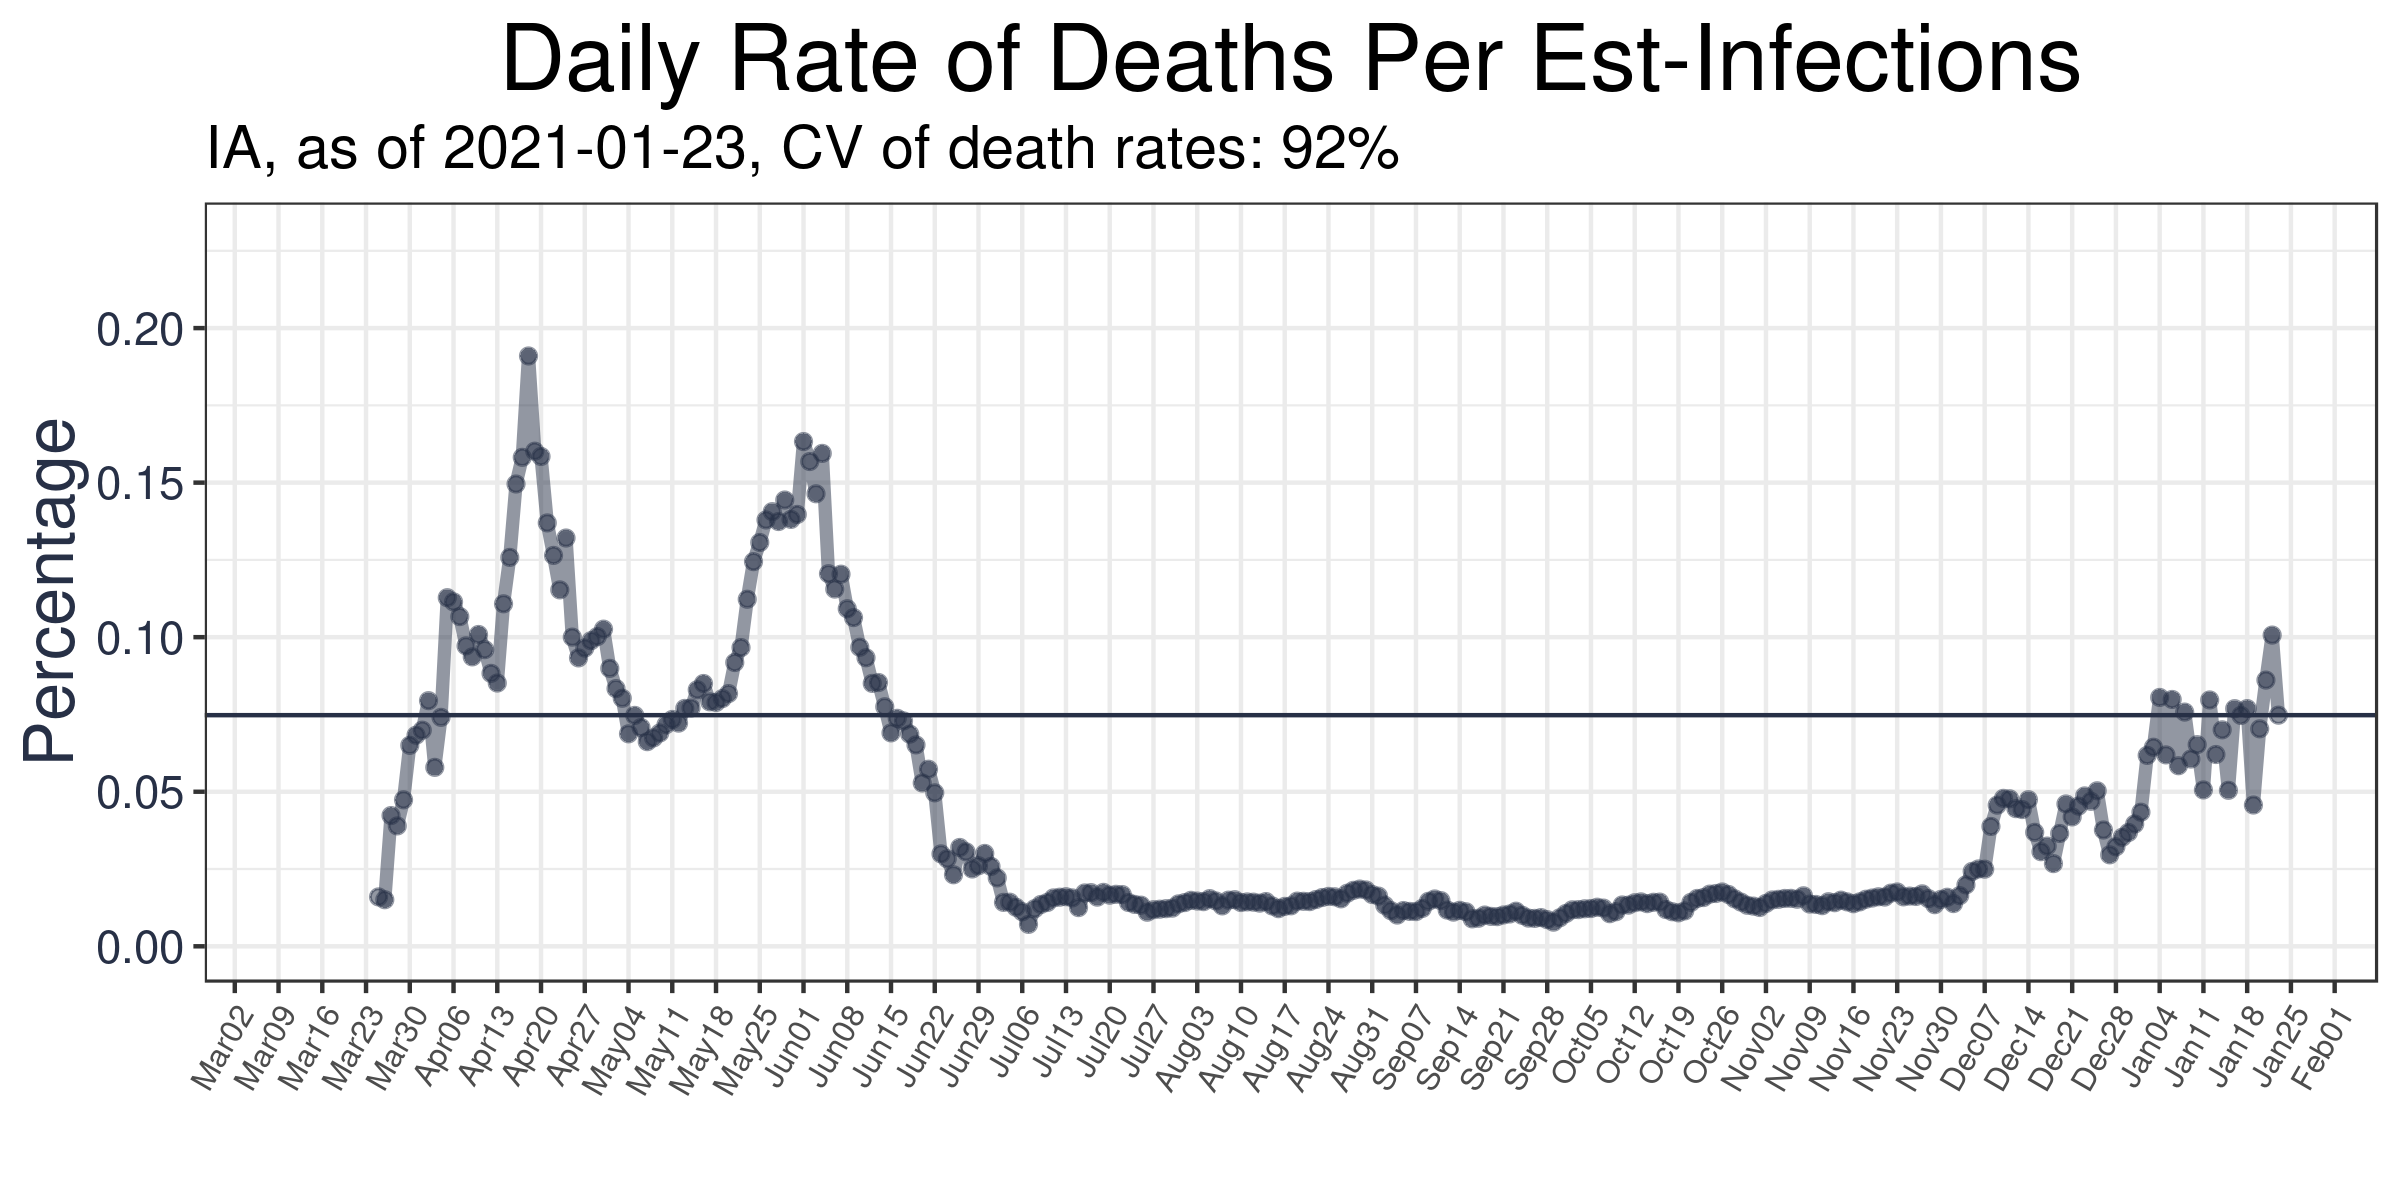 Daily Rate of Deaths Per Est-Infections
IA, as of 2021-01-23, CV of death rates: 92%
Percentage
0.20
0.15
0.10
0.05
0.00
Mar02 Mar09 Mar16 Mar23 Mar30 Apr06 Apr13 Apr20 Apr27 May04 May11 May18 May25 Jun01 Jun08 Jun15 Jun22 Jun29 Jul06 Jul13 Jul20 Jul27 Aug03 Aug10 Aug17 Aug24 Aug31 Sep07 Sep14 Sep21 Sep28 Oct05 Oct12 Oct19 Oct26 Nov02 Nov09 Nov16 Nov23 Nov30 Dec07 Dec14 Dec21 Dec28 Jan04 Jan11 Jan18 Jan25 Feb01